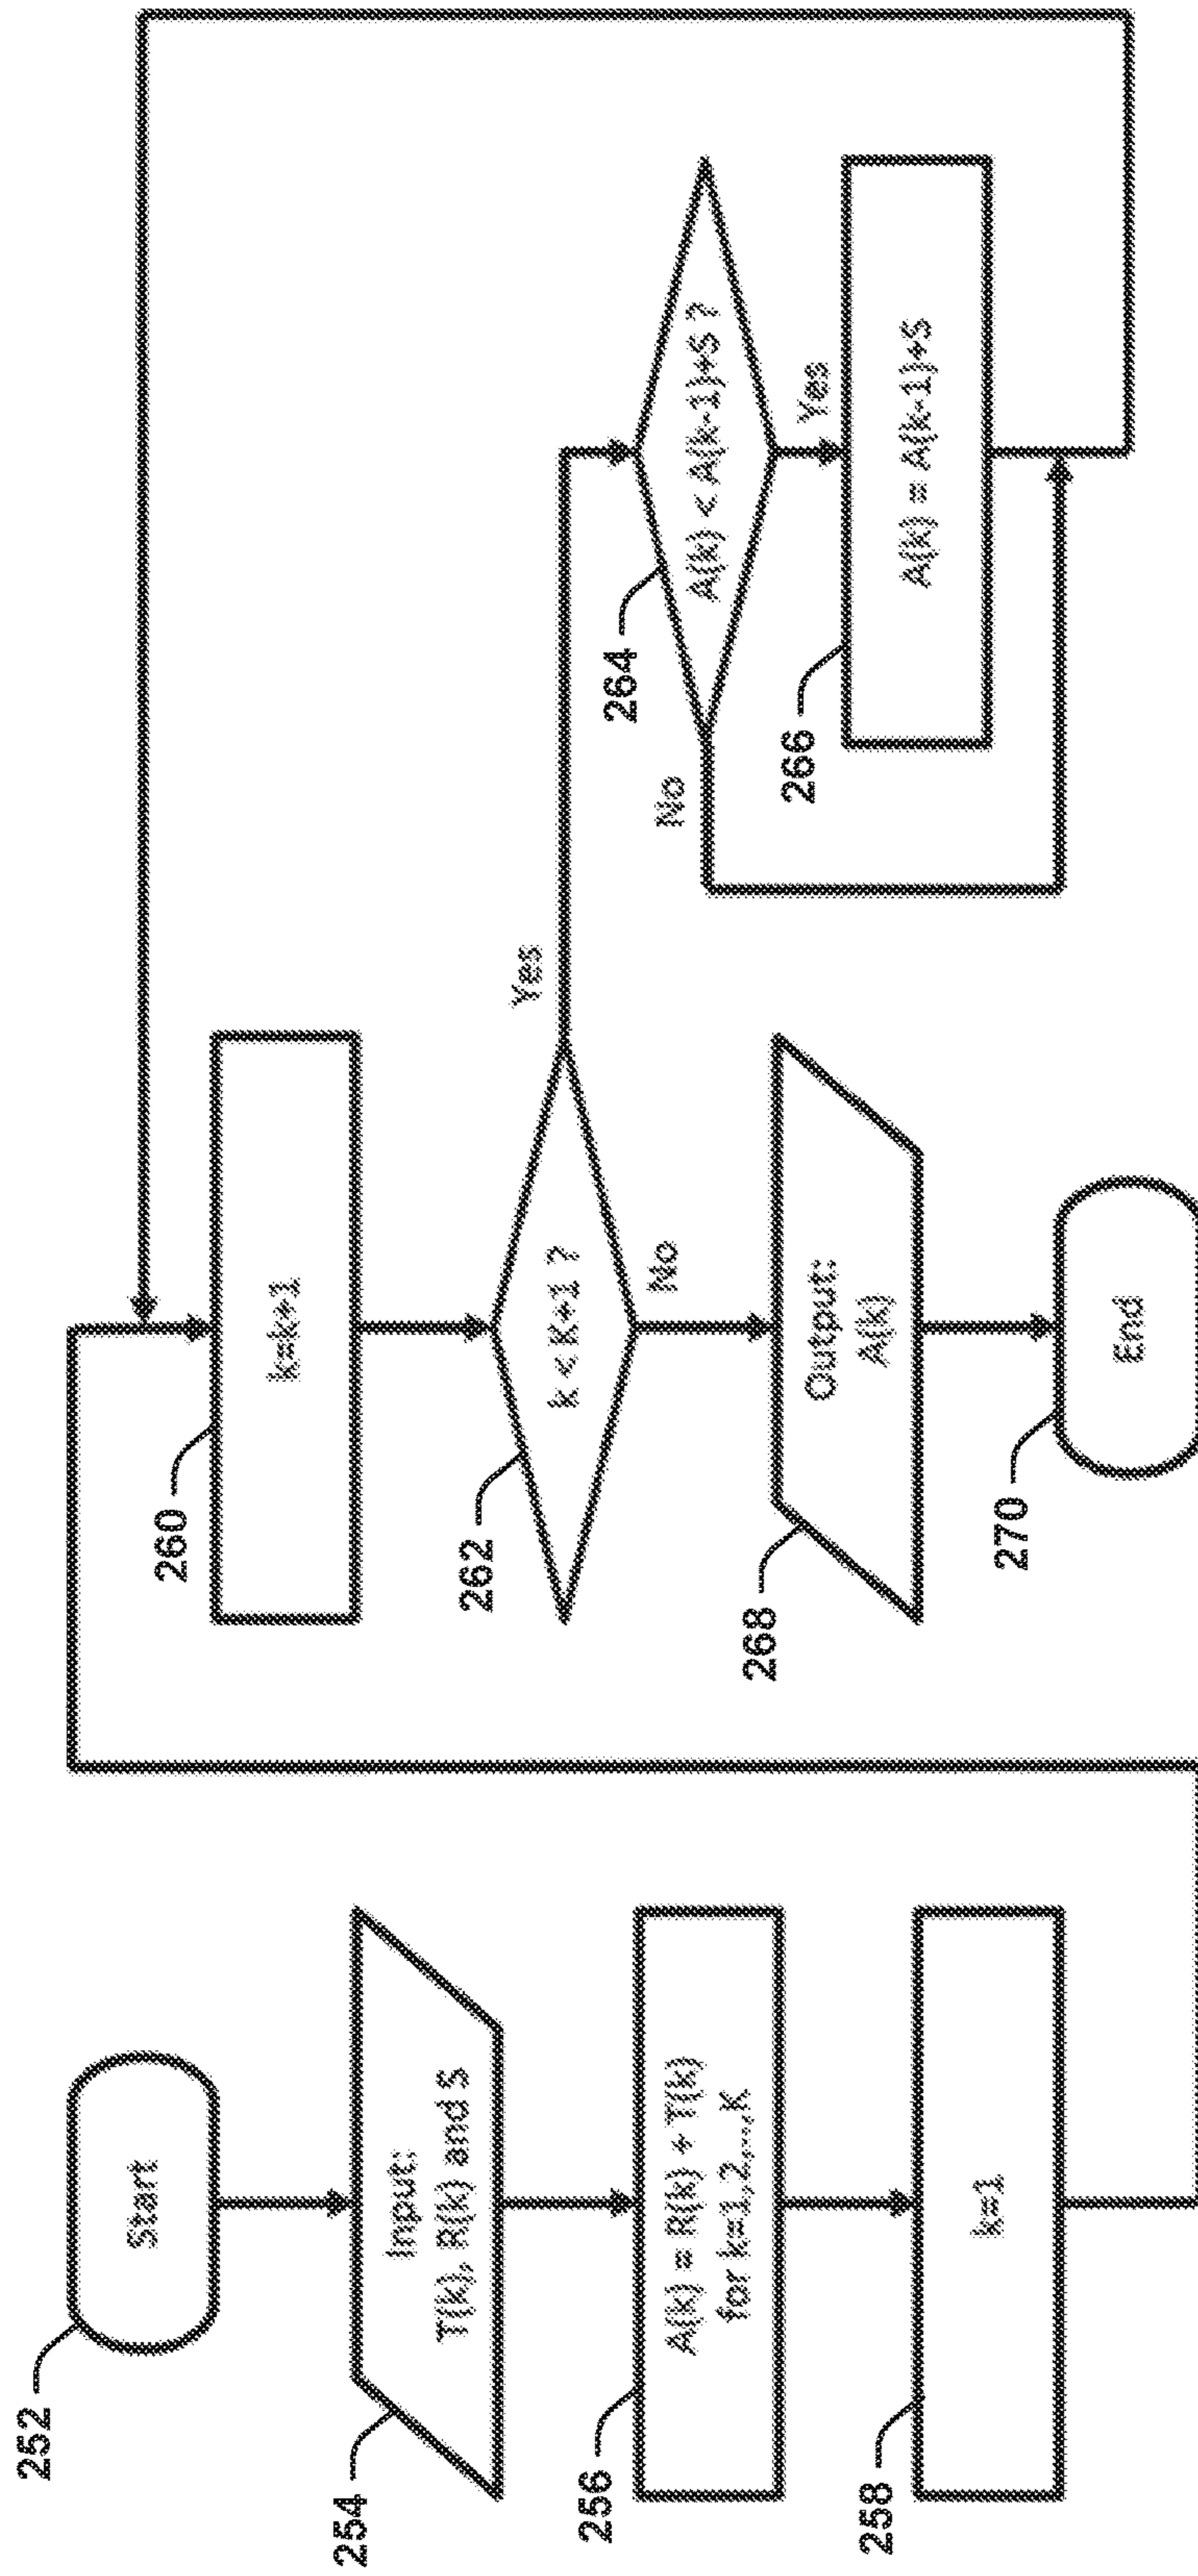 252
Start
254
Input:
T(k), R(k) and S
256
A(k) = R(k) + T(k)
for k=1,2,...,K
258
k=1
260
k=k+1
262
k < K+1 ?
Yes
No
264
A(k) < A(k-1)+S ?
No
Yes
266
A(k) = A(k-1)+S
268
Output:
A(k)
270
End